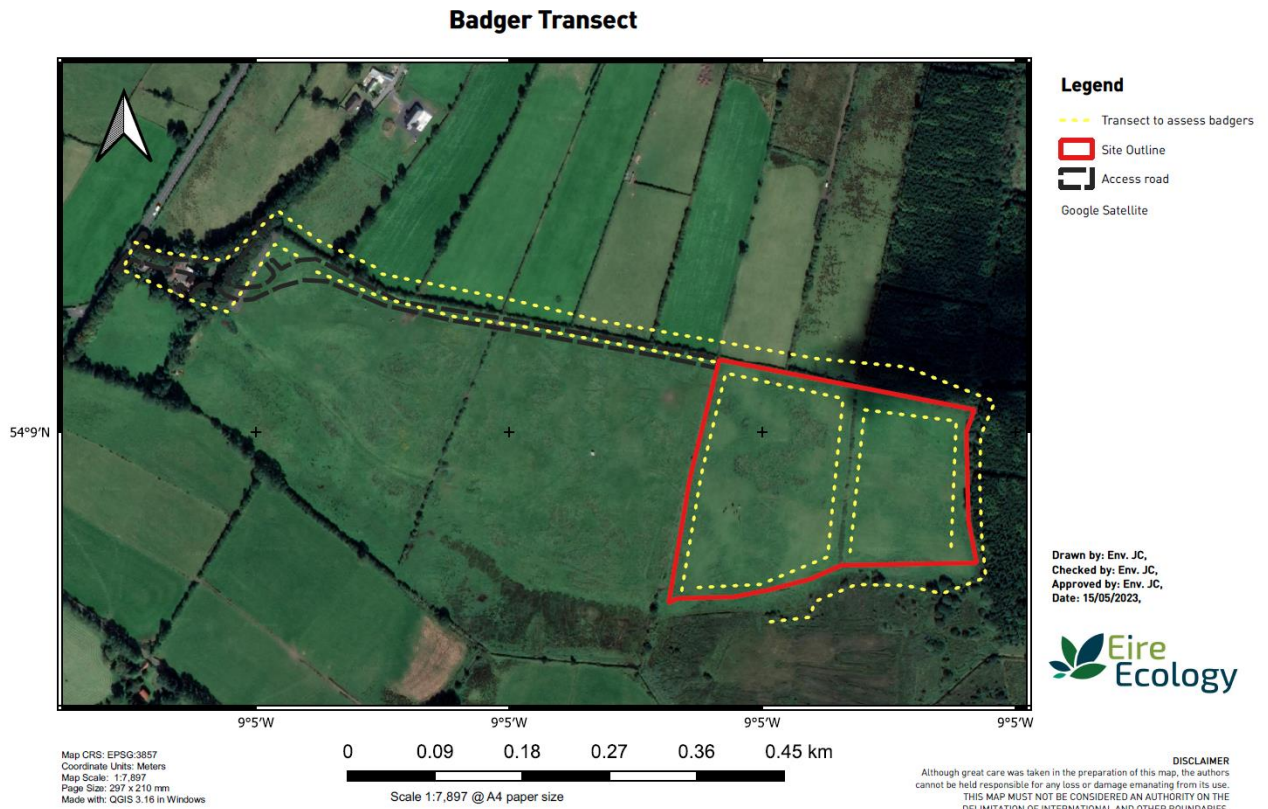 Badger Transect
Legend
Transect to assess badgers
Site Outline
Access road
Google Satellite
54°9'N
9°5'W
9°5'W
9°5'W
9°5'W
Drawn by: Env. JC,
Checked by: Env. JC,
Approved by: Env. JC,
Date: 15/05/2023,
Eire
Ecology
Map CRS: EPSG:3857
Coordinate Units: Meters
Map Scale: 1:7,897
Page Size: 297 x 210 mm
Made with: QGIS 3.16 in Windows
0 0.09 0.18 0.27 0.36 0.45 km
Scale 1:7,897 @ A4 paper size
DISCLAIMER
Although great care was taken in the preparation of this map, the authors
cannot be held responsible for any loss or damage emanating from its use.
THIS MAP MUST NOT BE CONSIDERED AN AUTHORITY ON THE
DELIMITATION OF INTERNATIONAL AND OTHER BOUNDARIES.